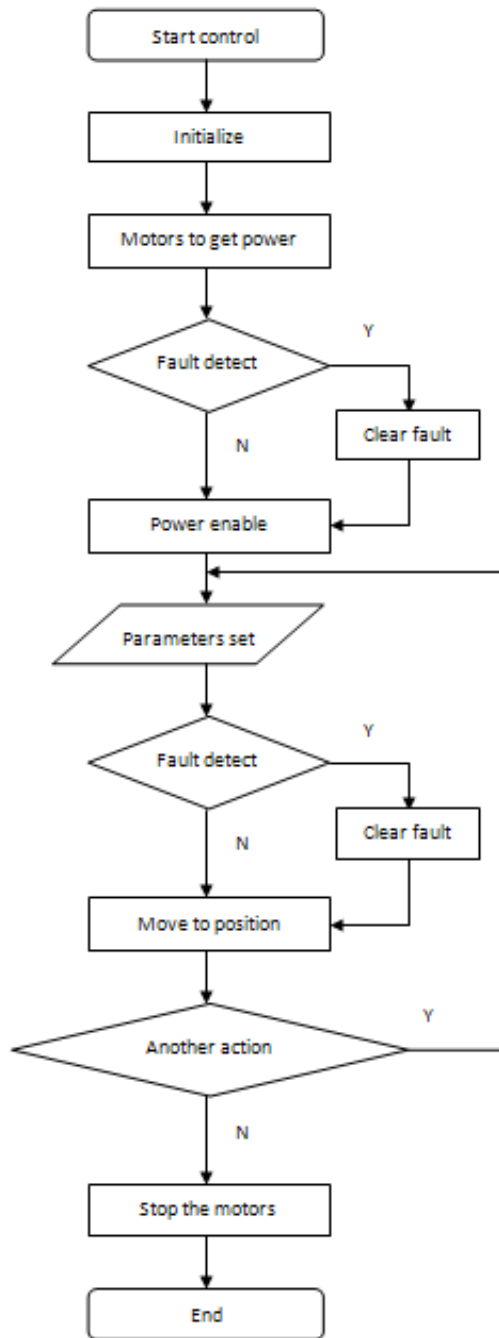 Start control
Initialize
Motors to get power
Fault detect
Y
Clear fault
N
Power enable
Parameters set
Fault detect
Y
Clear fault
N
Move to position
Another action
Y
N
Stop the motors
End